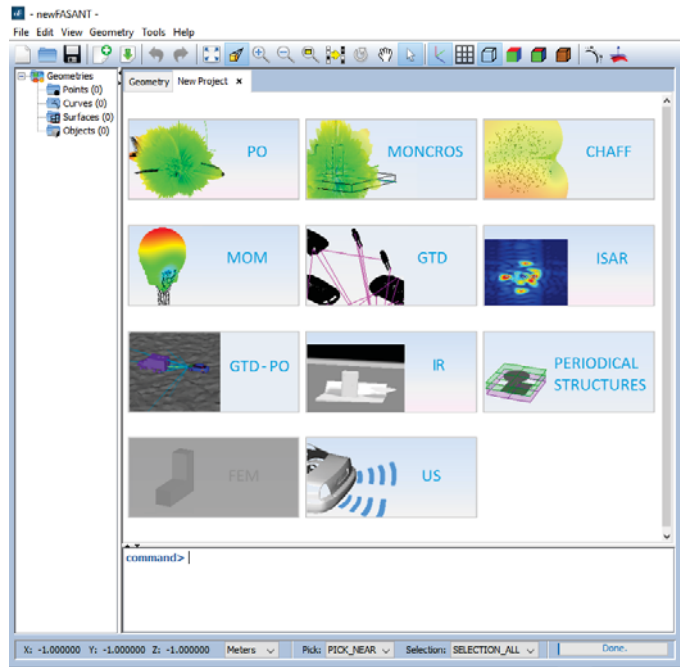 - newFASANT -
File Edit View Geometry Tools Help
Geometries
Points (0)
Curves (0)
Surfaces (0)
Objects (0)
Geometry New Project ×
PO
MONCROS
CHAFF
MOM
GTD
ISAR
GTD-PO
IR
PERIODICAL
STRUCTURES
FEM
US
command>
X: -1.000000 Y: -1.000000 Z: -1.000000 Meters Pick: PICK_NEAR Selection: SELECTION_ALL Done.